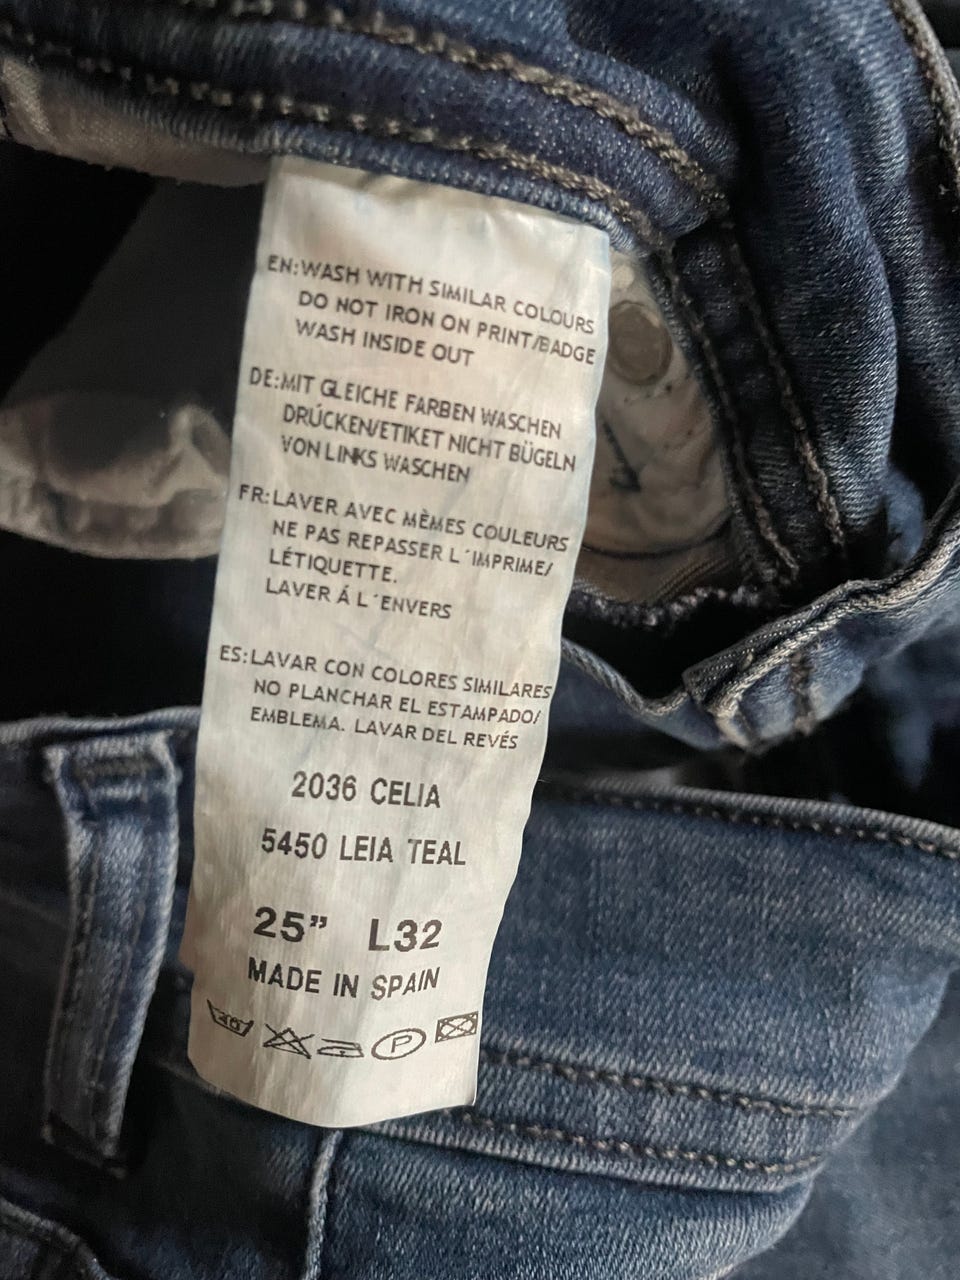 EN:WASH WITH SIMILAR COLOURS
DO NOT IRON ON PRINT/BADGE
WASH INSIDE OUT
DE:MIT GLEICHE FARBEN WASCHEN
DRÚCKEN/ETIKET NICHT BÜGELN
VON LINKS WASCHEN
FR:LAVER AVEC MÈMES COULEURS
NE PAS REPASSER L´IMPRIME/
LÉTIQUETTE.
LAVER Á L´ENVERS
ES:LAVAR CON COLORES SIMILARES
NO PLANCHAR EL ESTAMPADO/
EMBLEMA. LAVAR DEL REVÉS
2036 CELIA
5450 LEIA TEAL
25” L32
MADE IN SPAIN
40 P